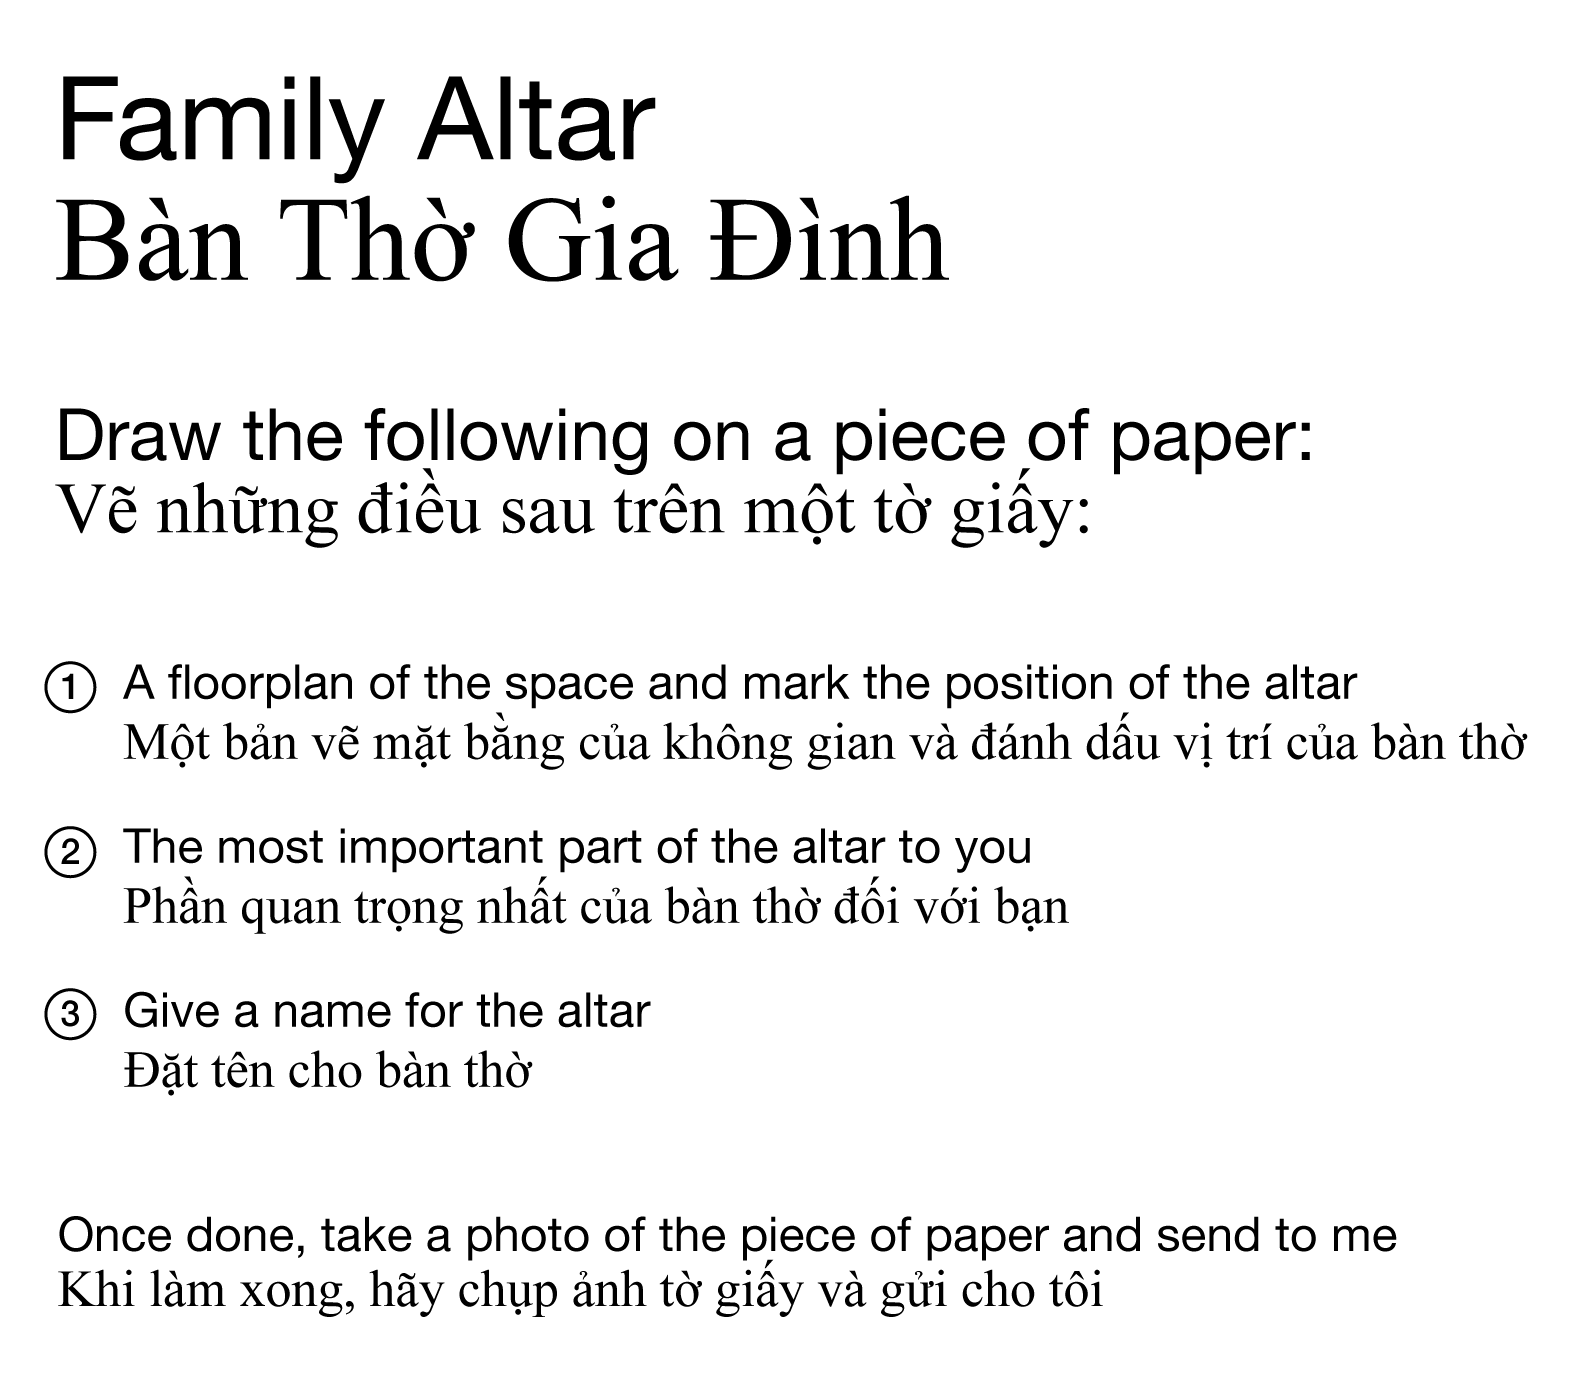 Family Altar
Bàn Thờ Gia Đình
Draw the following on a piece of paper:
Vẽ những điều sau trên một tờ giấy:
① A floorplan of the space and mark the position of the altar
Một bản vẽ mặt bằng của không gian và đánh dấu vị trí của bàn thờ
② The most important part of the altar to you
Phần quan trọng nhất của bàn thờ đối với bạn
③ Give a name for the altar
Đặt tên cho bàn thờ
Once done, take a photo of the piece of paper and send to me
Khi làm xong, hãy chụp ảnh tờ giấy và gửi cho tôi